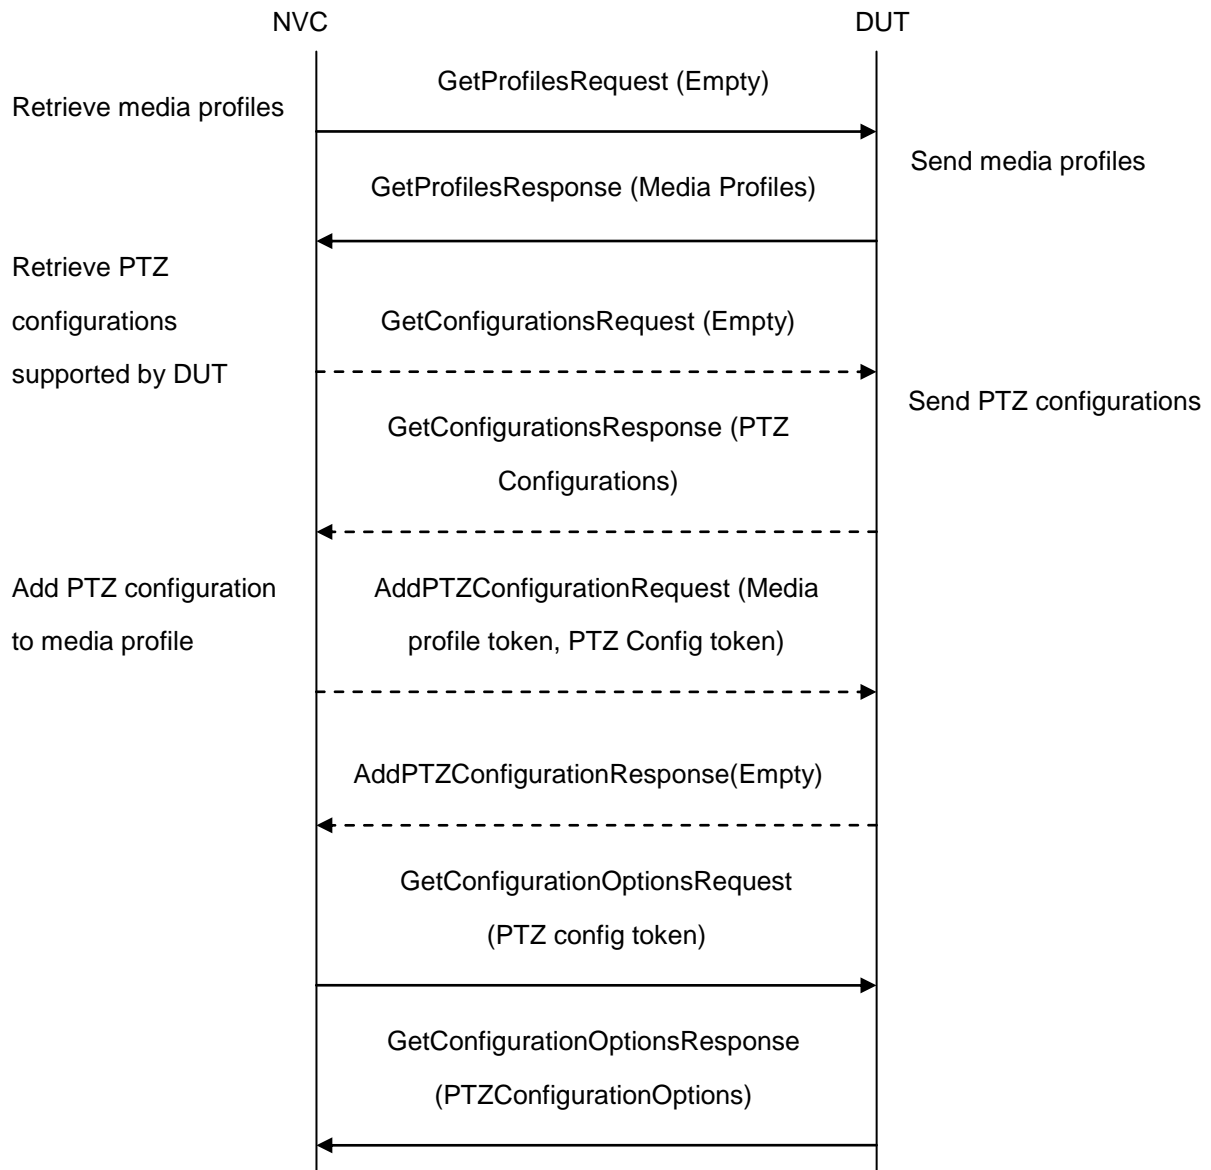 NVC
DUT
GetProfilesRequest (Empty)
Retrieve media profiles
Send media profiles
GetProfilesResponse (Media Profiles)
Retrieve PTZ
configurations
supported by DUT
GetConfigurationsRequest (Empty)
Send PTZ configurations
GetConfigurationsResponse (PTZ
Configurations)
Add PTZ configuration
to media profile
AddPTZConfigurationRequest (Media
profile token, PTZ Config token)
AddPTZConfigurationResponse(Empty)
GetConfigurationOptionsRequest
(PTZ config token)
GetConfigurationOptionsResponse
(PTZConfigurationOptions)